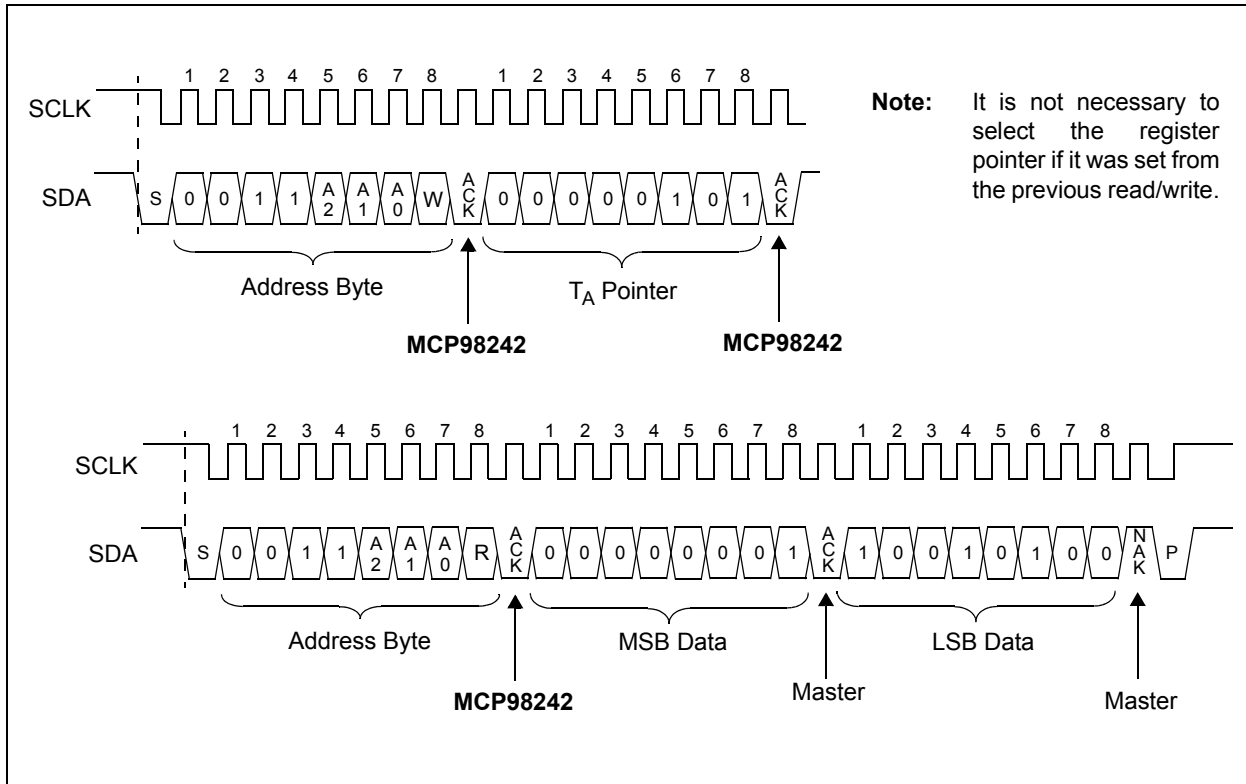 1 2 3 4 5 6 7 8 1 2 3 4 5 6 7 8
SCLK
SDA
S 0 0 1 1 A2 A1 A0 W ACK 0 0 0 0 0 1 0 1 ACK
Address Byte
TA Pointer
MCP98242
MCP98242
Note: It is not necessary to
select the register
pointer if it was set from
the previous read/write.
1 2 3 4 5 6 7 8 1 2 3 4 5 6 7 8 1 2 3 4 5 6 7 8
SCLK
SDA
S 0 0 1 1 A2 A1 A0 R ACK 0 0 0 0 0 0 0 1 ACK 1 0 0 1 0 1 0 0 NAK P
Address Byte
MSB Data
LSB Data
MCP98242
Master
Master